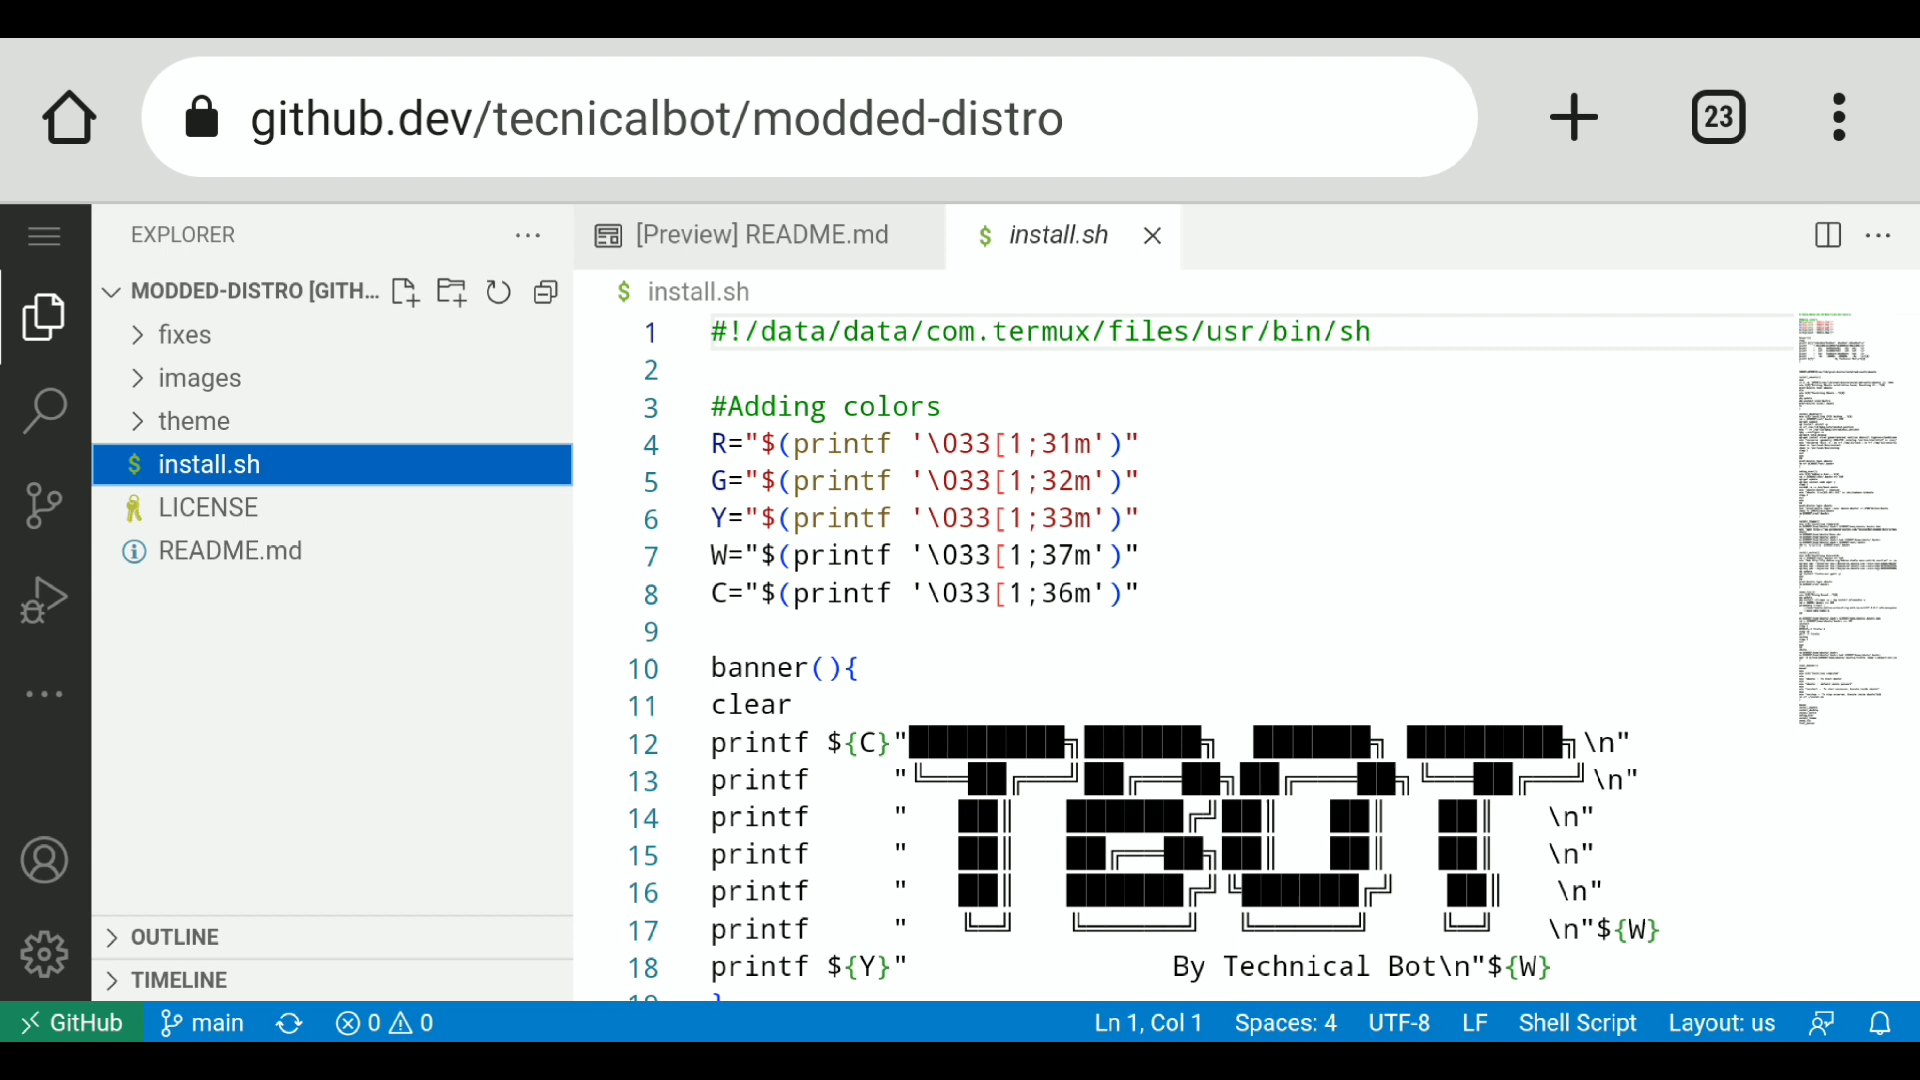 github.dev/tecnicalbot/modded-distro
23
EXPLORER
[Preview] README.md
$ install.sh
MODDED-DISTRO [GITH...
$ install.sh
fixes
images
theme
$ install.sh
LICENSE
README.md
OUTLINE
TIMELINE
1 #!/data/data/com.termux/files/usr/bin/sh
2
3 #Adding colors
4 R="$(printf '\033[1;31m')"
5 G="$(printf '\033[1;32m')"
6 Y="$(printf '\033[1;33m')"
7 W="$(printf '\033[1;37m')"
8 C="$(printf '\033[1;36m')"
9
10 banner(){
11 clear
12 printf ${C}"████████╗██████╗  ██████╗ ████████╗\n"
13 printf     "╚══██╔══╝██╔══██╗██╔═══██╗╚══██╔══╝\n"
14 printf     "   ██║   ██████╔╝██║   ██║   ██║   \n"
15 printf     "   ██║   ██╔══██╗██║   ██║   ██║   \n"
16 printf     "   ██║   ██████╔╝╚██████╔╝   ██║   \n"
17 printf     "   ╚═╝   ╚═════╝  ╚═════╝    ╚═╝   \n"${W}
18 printf ${Y}"                By Technical Bot\n"${W}
19 }
GitHub main 0 0 Ln 1, Col 1 Spaces: 4 UTF-8 LF Shell Script Layout: us